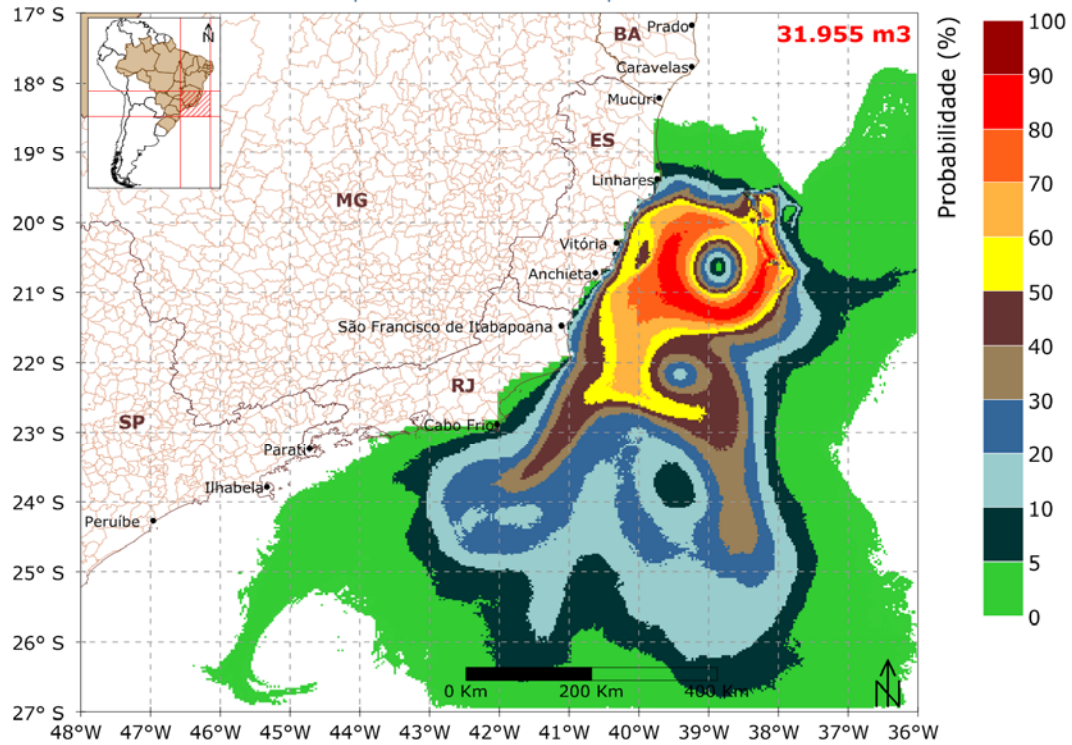 17° S
18° S
19° S
20° S
21° S
22° S
23° S
24° S
25° S
26° S
27° S
48°W
47°W
46°W
45°W
44°W
43°W
42°W
41°W
40°W
39°W
38°W
37°W
36°W
N
31.955 m3
BA
Prado
Caravelas
Mucuri
ES
Linhares
MG
Vitória
Anchieta
São Francisco de Itabapoana
RJ
SP
Cabo Frio
Parati
Ilhabela
Peruíbe
0 Km
200 Km
400 Km
N
Probabilidade (%)
100
90
80
70
60
50
40
30
20
10
5
0